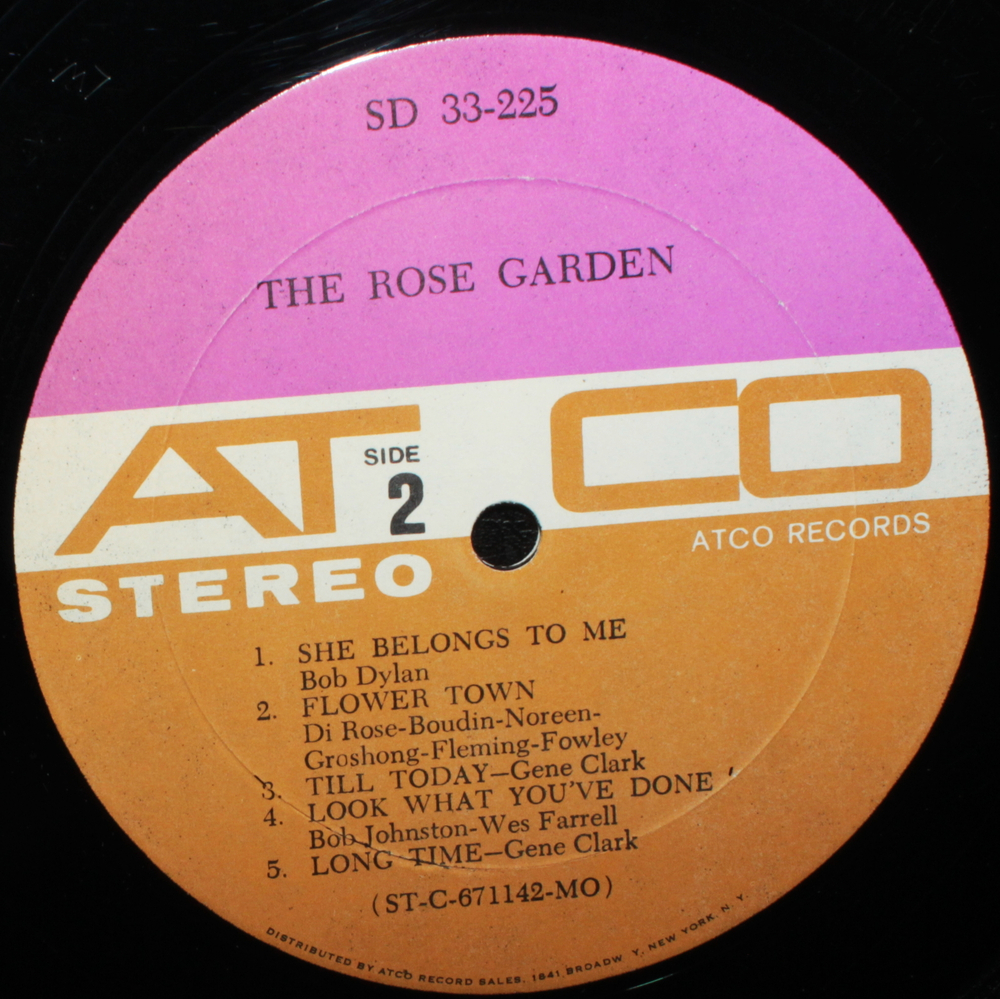 SD 33-225
THE ROSE GARDEN
ATCO
SIDE
2
ATCO RECORDS
STEREO
1. SHE BELONGS TO ME
Bob Dylan
2. FLOWER TOWN
Di Rose-Boudin-Noreen-
Groshong-Fleming-Fowley
3. TILL TODAY—Gene Clark
4. LOOK WHAT YOU'VE DONE
Bob Johnston-Wes Farrell
5. LONG TIME—Gene Clark
(ST-C-671142-MO)
DISTRIBUTED BY ATCO RECORD SALES, 1841 BROADW Y, NEW YORK, N. Y.